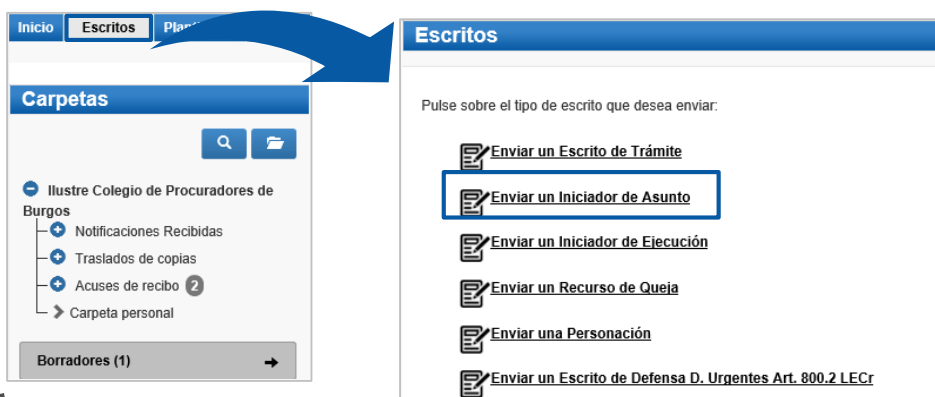 Inicio Escritos
Carpetas
Ilustre Colegio de Procuradores de
Burgos
Notificaciones Recibidas
Traslados de copias
Acuses de recibo 2
Carpeta personal
Borradores (1)
Escritos
Pulse sobre el tipo de escrito que desea enviar:
Enviar un Escrito de Trámite
Enviar un Iniciador de Asunto
Enviar un Iniciador de Ejecución
Enviar un Recurso de Queja
Enviar una Personación
Enviar un Escrito de Defensa D. Urgentes Art. 800.2 LECr